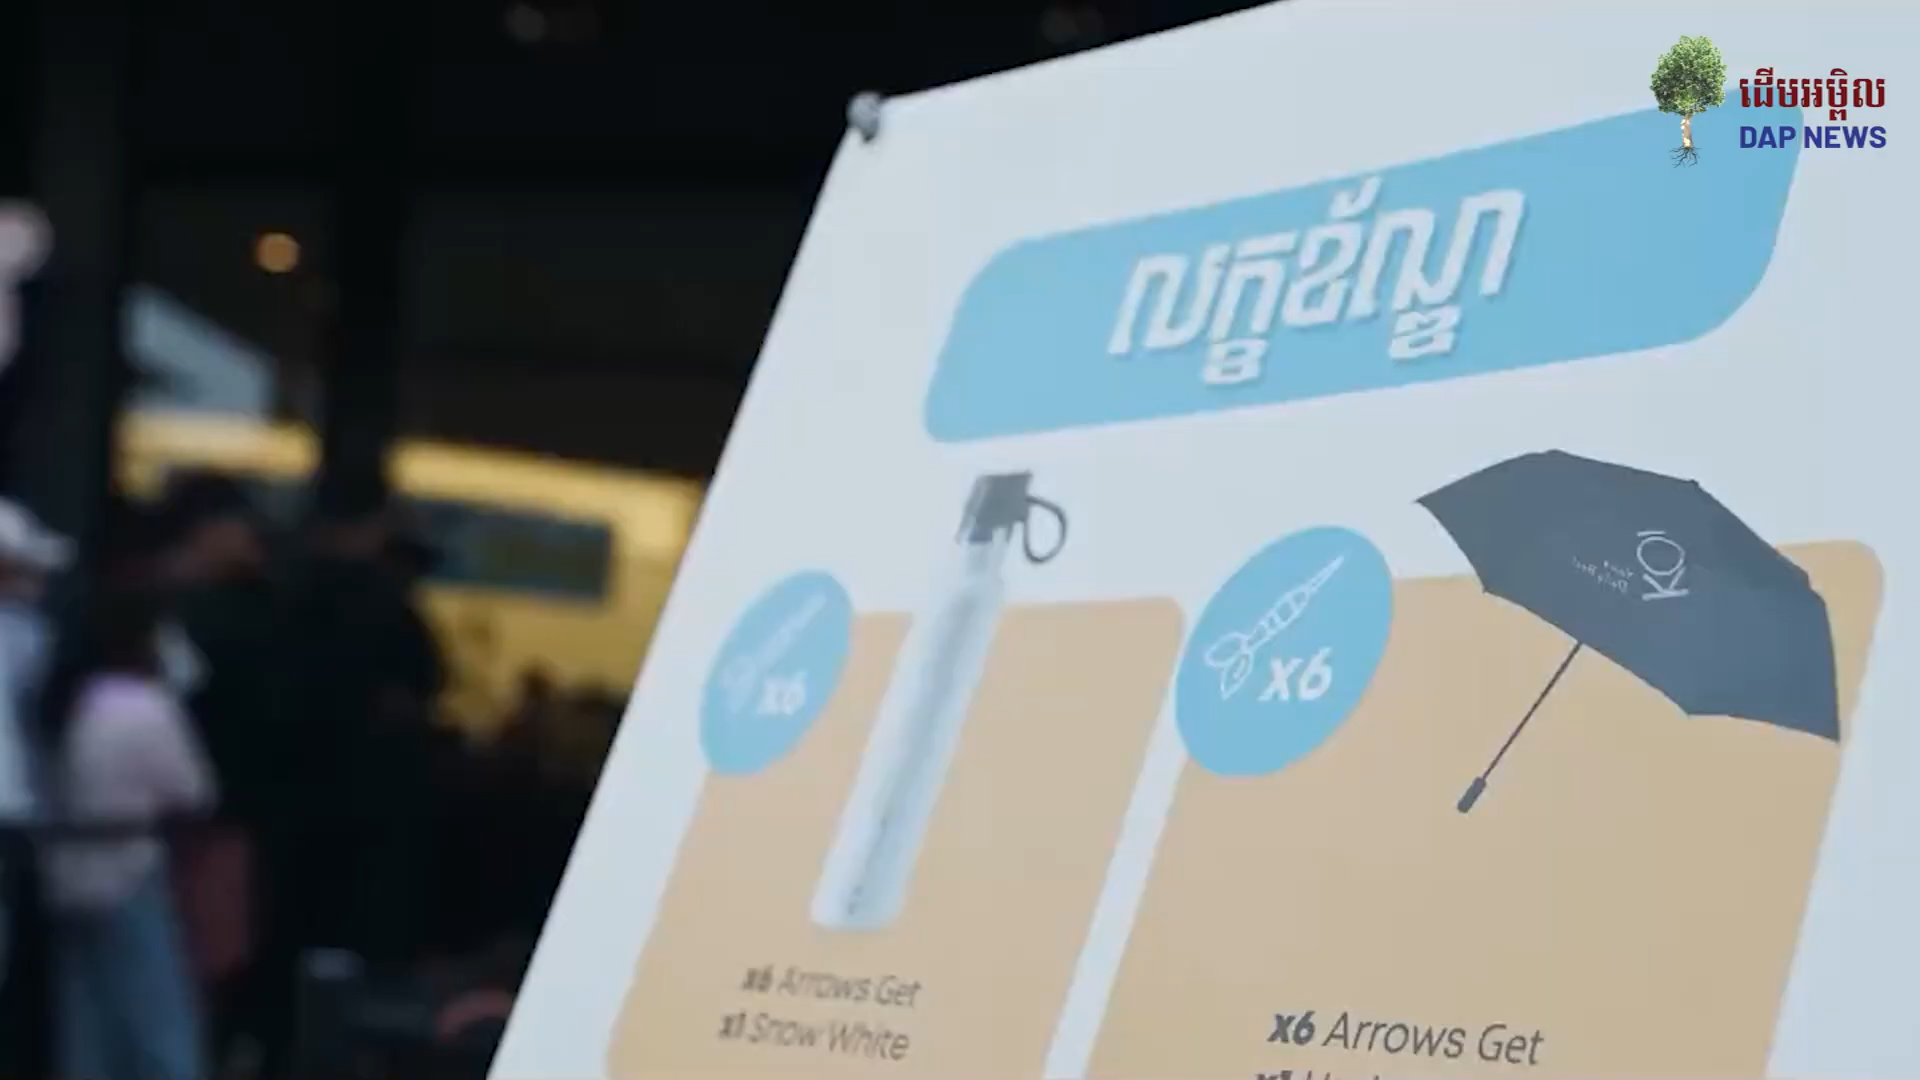 ដើមអម្ពិល
DAP NEWS
លក្ខខ័ណ្ឌ
KOI
x6
x6
x6 Arrows Get
x1 Snow White
x6 Arrows Get